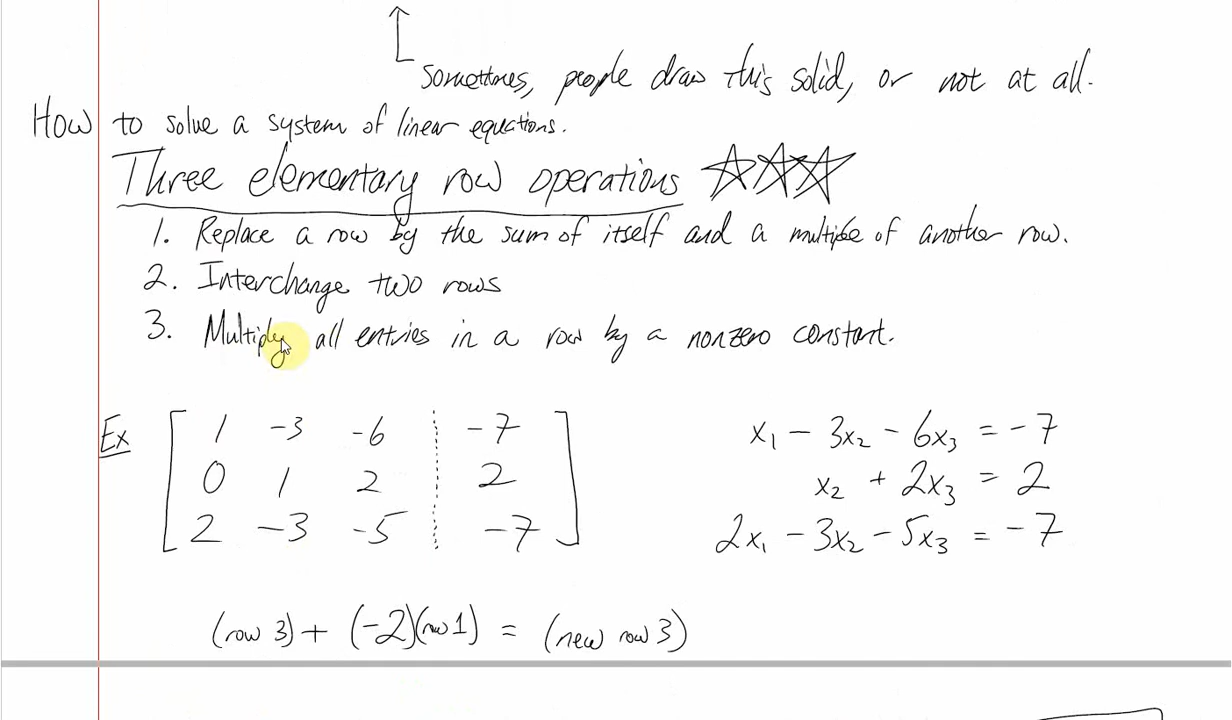 Sometimes, people draw this solid, or not at all.
How to solve a system of linear equations.
Three elementary row operations
1. Replace a row by the sum of itself and a multiple of another row.
2. Interchange two rows
3. Multiply all entries in a row by a nonzero constant.
Ex
1 -3 -6 -7
0 1 2 2
2 -3 -5 -7
x₁ - 3x₂ - 6x₃ = -7
x₂ + 2x₃ = 2
2x₁ - 3x₂ - 5x₃ = -7
(row 3) + (-2)(row 1) = (new row 3)